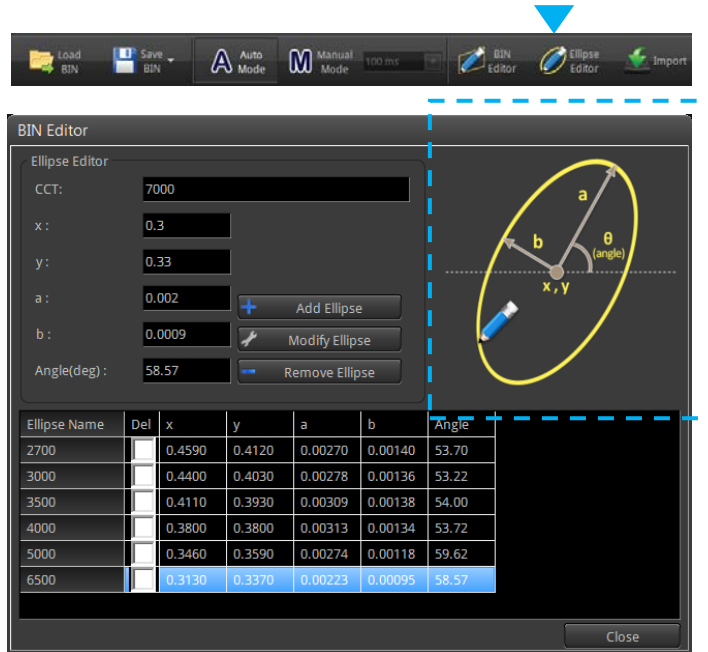 Load BIN Save BIN A Auto Mode M Manual Mode 100 ms BIN Editor Ellipse Editor Import
BIN Editor
Ellipse Editor
CCT: 7000
x : 0.3
y : 0.33
a : 0.002
b : 0.0009
Angle(deg) : 58.57
Add Ellipse
Modify Ellipse
Remove Ellipse
a
b
θ
(angle)
x , y
Ellipse Name Del x y a b Angle
2700 0.4590 0.4120 0.00270 0.00140 53.70
3000 0.4400 0.4030 0.00278 0.00136 53.22
3500 0.4110 0.3930 0.00309 0.00138 54.00
4000 0.3800 0.3800 0.00313 0.00134 53.72
5000 0.3460 0.3590 0.00274 0.00118 59.62
6500 0.3130 0.3370 0.00223 0.00095 58.57
Close